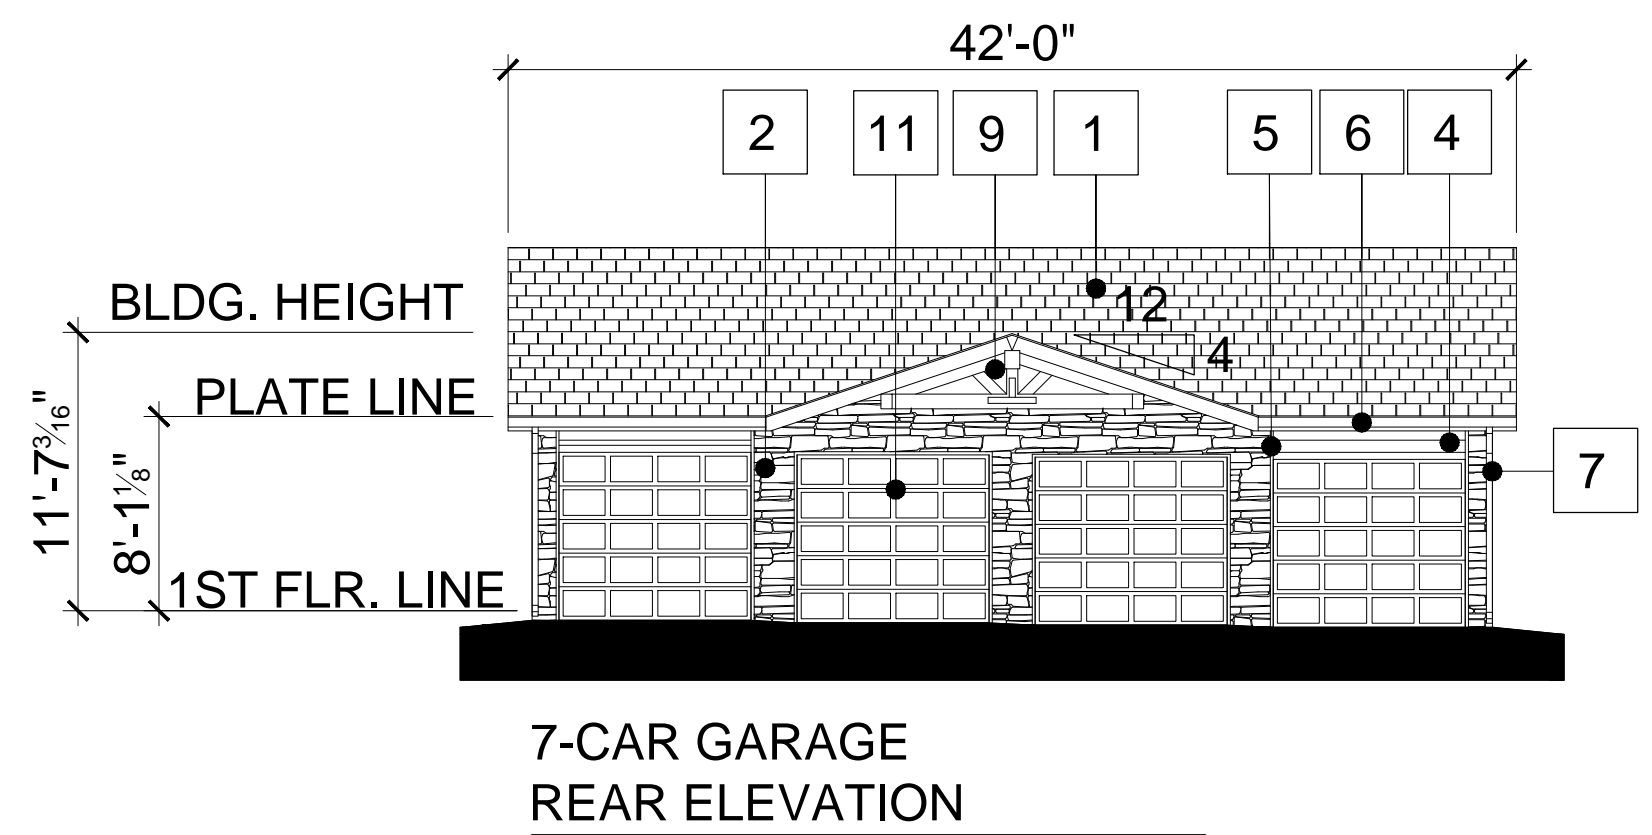 42'-0"
2 11 9 1 5 6 4
12
4
BLDG. HEIGHT
PLATE LINE
11'-7 3/16"
8'-1 1/8"
7
1ST FLR. LINE
7-CAR GARAGE
REAR ELEVATION